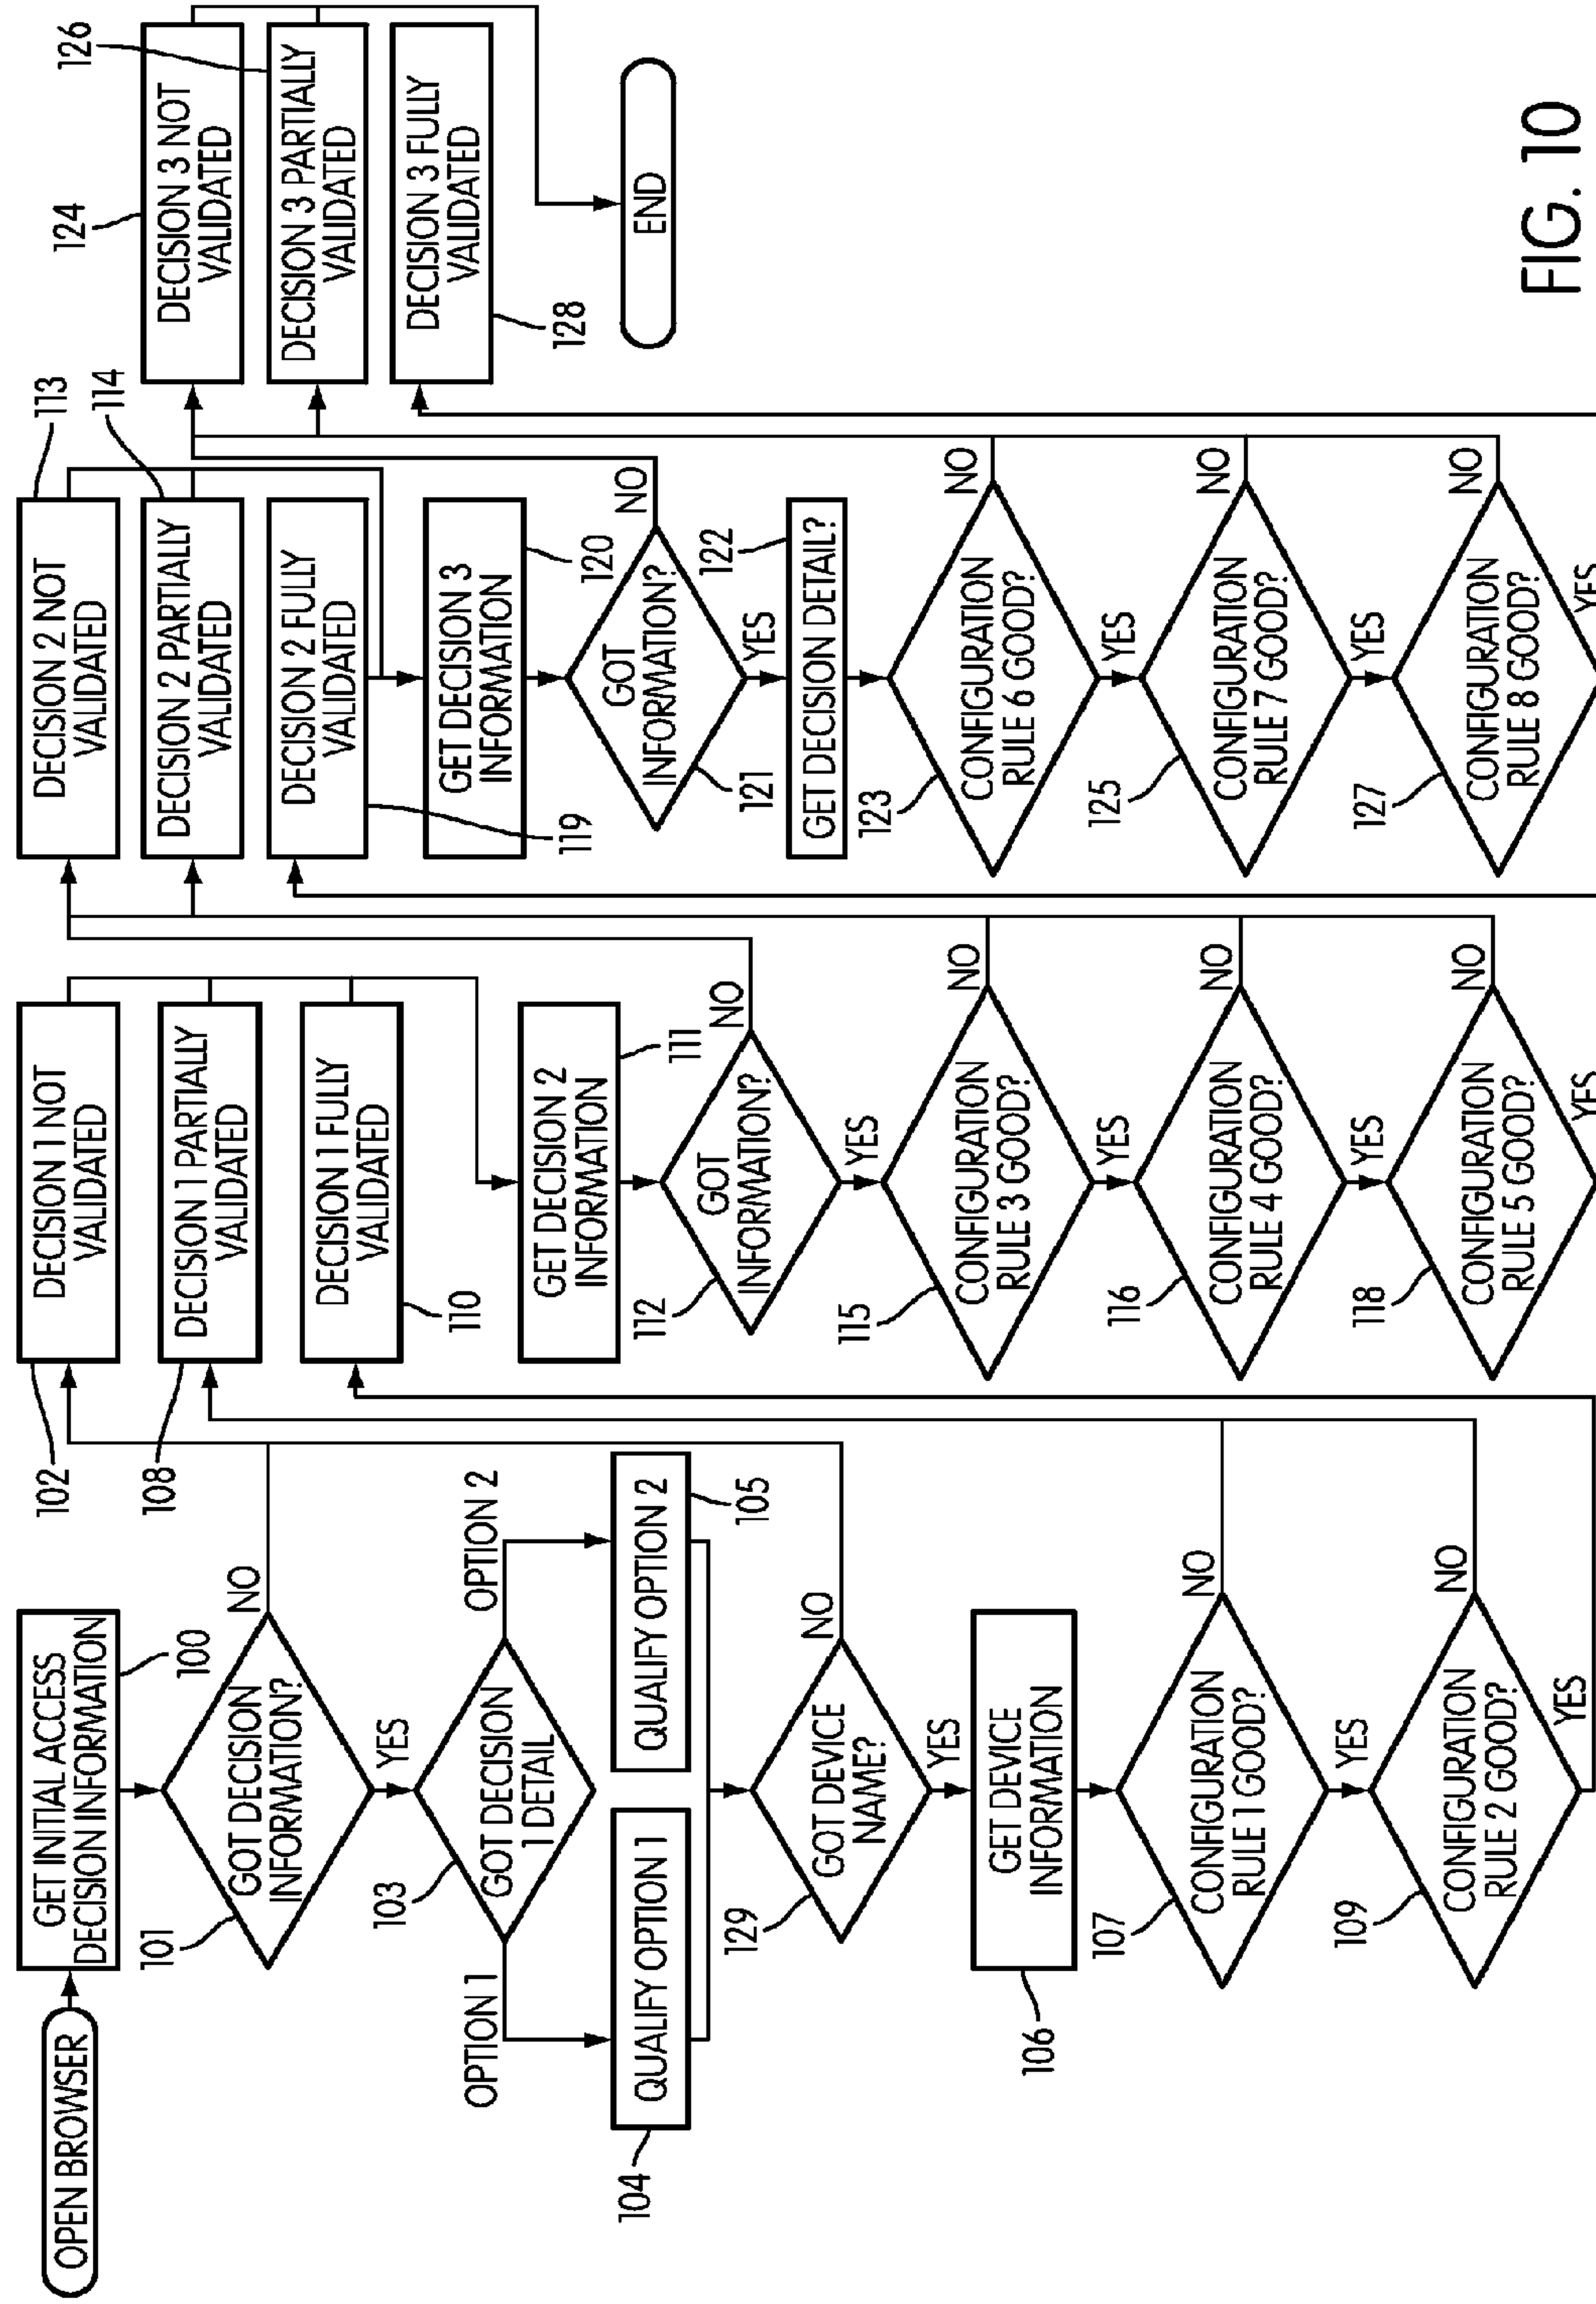 OPEN BROWSER
GET INITIAL ACCESS
DECISION INFORMATION
100
GOT DECISION
INFORMATION?
101
NO
YES
GOT DECISION
1 DETAIL
103
OPTION 1
OPTION 2
QUALIFY OPTION 1
104
QUALIFY OPTION 2
105
GOT DEVICE
NAME?
129
NO
YES
GET DEVICE
INFORMATION
106
CONFIGURATION
RULE 1 GOOD?
107
NO
YES
CONFIGURATION
RULE 2 GOOD?
109
NO
YES
DECISION 1 NOT
VALIDATED
102
DECISION 1 PARTIALLY
VALIDATED
108
DECISION 1 FULLY
VALIDATED
110
GET DECISION 2
INFORMATION
111
GOT
INFORMATION?
112
NO
YES
CONFIGURATION
RULE 3 GOOD?
115
NO
YES
CONFIGURATION
RULE 4 GOOD?
116
NO
YES
CONFIGURATION
RULE 5 GOOD?
118
NO
YES
DECISION 2 NOT
VALIDATED
113
DECISION 2 PARTIALLY
VALIDATED
114
DECISION 2 FULLY
VALIDATED
119
GET DECISION 3
INFORMATION
120
GOT
INFORMATION?
121
NO
YES
GET DECISION DETAIL?
122
CONFIGURATION
RULE 6 GOOD?
123
NO
YES
CONFIGURATION
RULE 7 GOOD?
125
NO
YES
CONFIGURATION
RULE 8 GOOD?
127
NO
YES
DECISION 3 NOT
VALIDATED
124
DECISION 3 PARTIALLY
VALIDATED
126
DECISION 3 FULLY
VALIDATED
128
END
FIG. 10